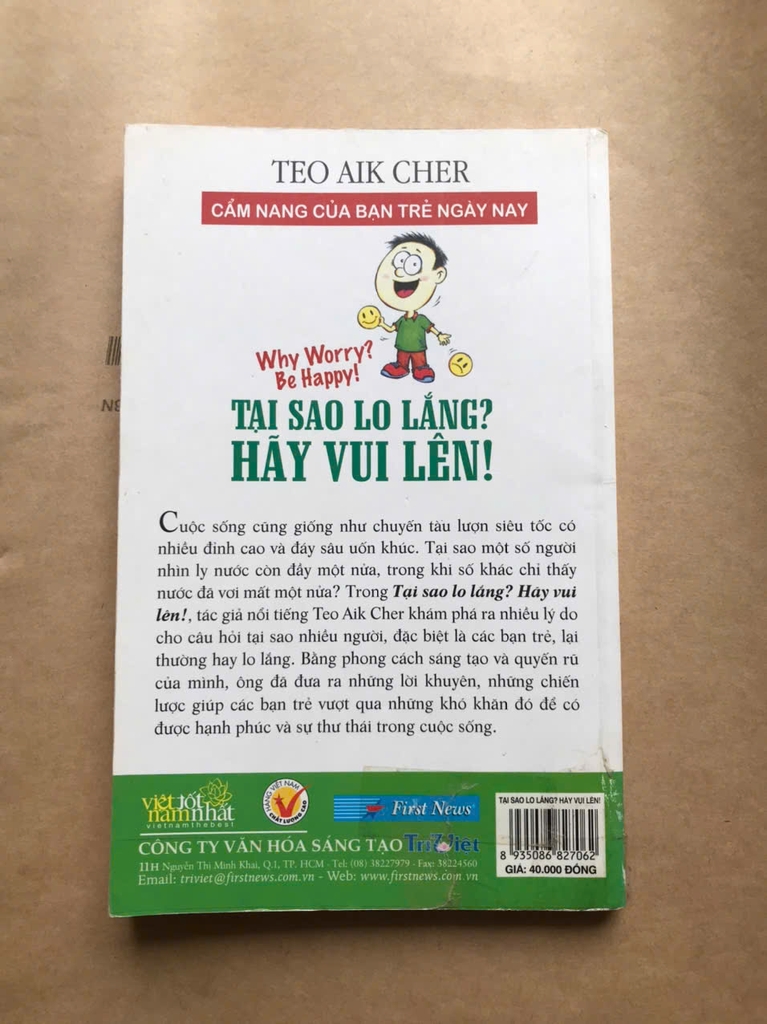 TEO AIK CHER
CẨM NANG CỦA BẠN TRẺ NGÀY NAY
Why Worry?
Be Happy!
TẠI SAO LO LẮNG?
HÃY VUI LÊN!
Cuộc sống cũng giống như chuyến tàu lượn siêu tốc có
nhiều đỉnh cao và đáy sâu uốn khúc. Tại sao một số người
nhìn ly nước còn đầy một nửa, trong khi số khác chỉ thấy
nước đã vơi mất một nửa? Trong Tại sao lo lắng? Hãy vui
lên!, tác giả nổi tiếng Teo Aik Cher khám phá ra nhiều lý do
cho câu hỏi tại sao nhiều người, đặc biệt là các bạn trẻ, lại
thường hay lo lắng. Bằng phong cách sáng tạo và quyến rũ
của mình, ông đã đưa ra những lời khuyên, những chiến
lược giúp các bạn trẻ vượt qua những khó khăn đó để có
được hạnh phúc và sự thư thái trong cuộc sống.
việt tốt
nam nhất
vietnamthebest
HÀNG VIỆT NAM
CHẤT LƯỢNG CAO
First News
CÔNG TY VĂN HÓA SÁNG TẠO TriViet
11H Nguyễn Thị Minh Khai, Q.1, TP. HCM - Tel: (08) 38227979 - Fax: 38224560
Email: triviet@firstnews.com.vn - Web: www.firstnews.com.vn
TẠI SAO LO LẮNG? HÃY VUI LÊN!
8 935086 827062
GIÁ: 40.000 ĐỒNG